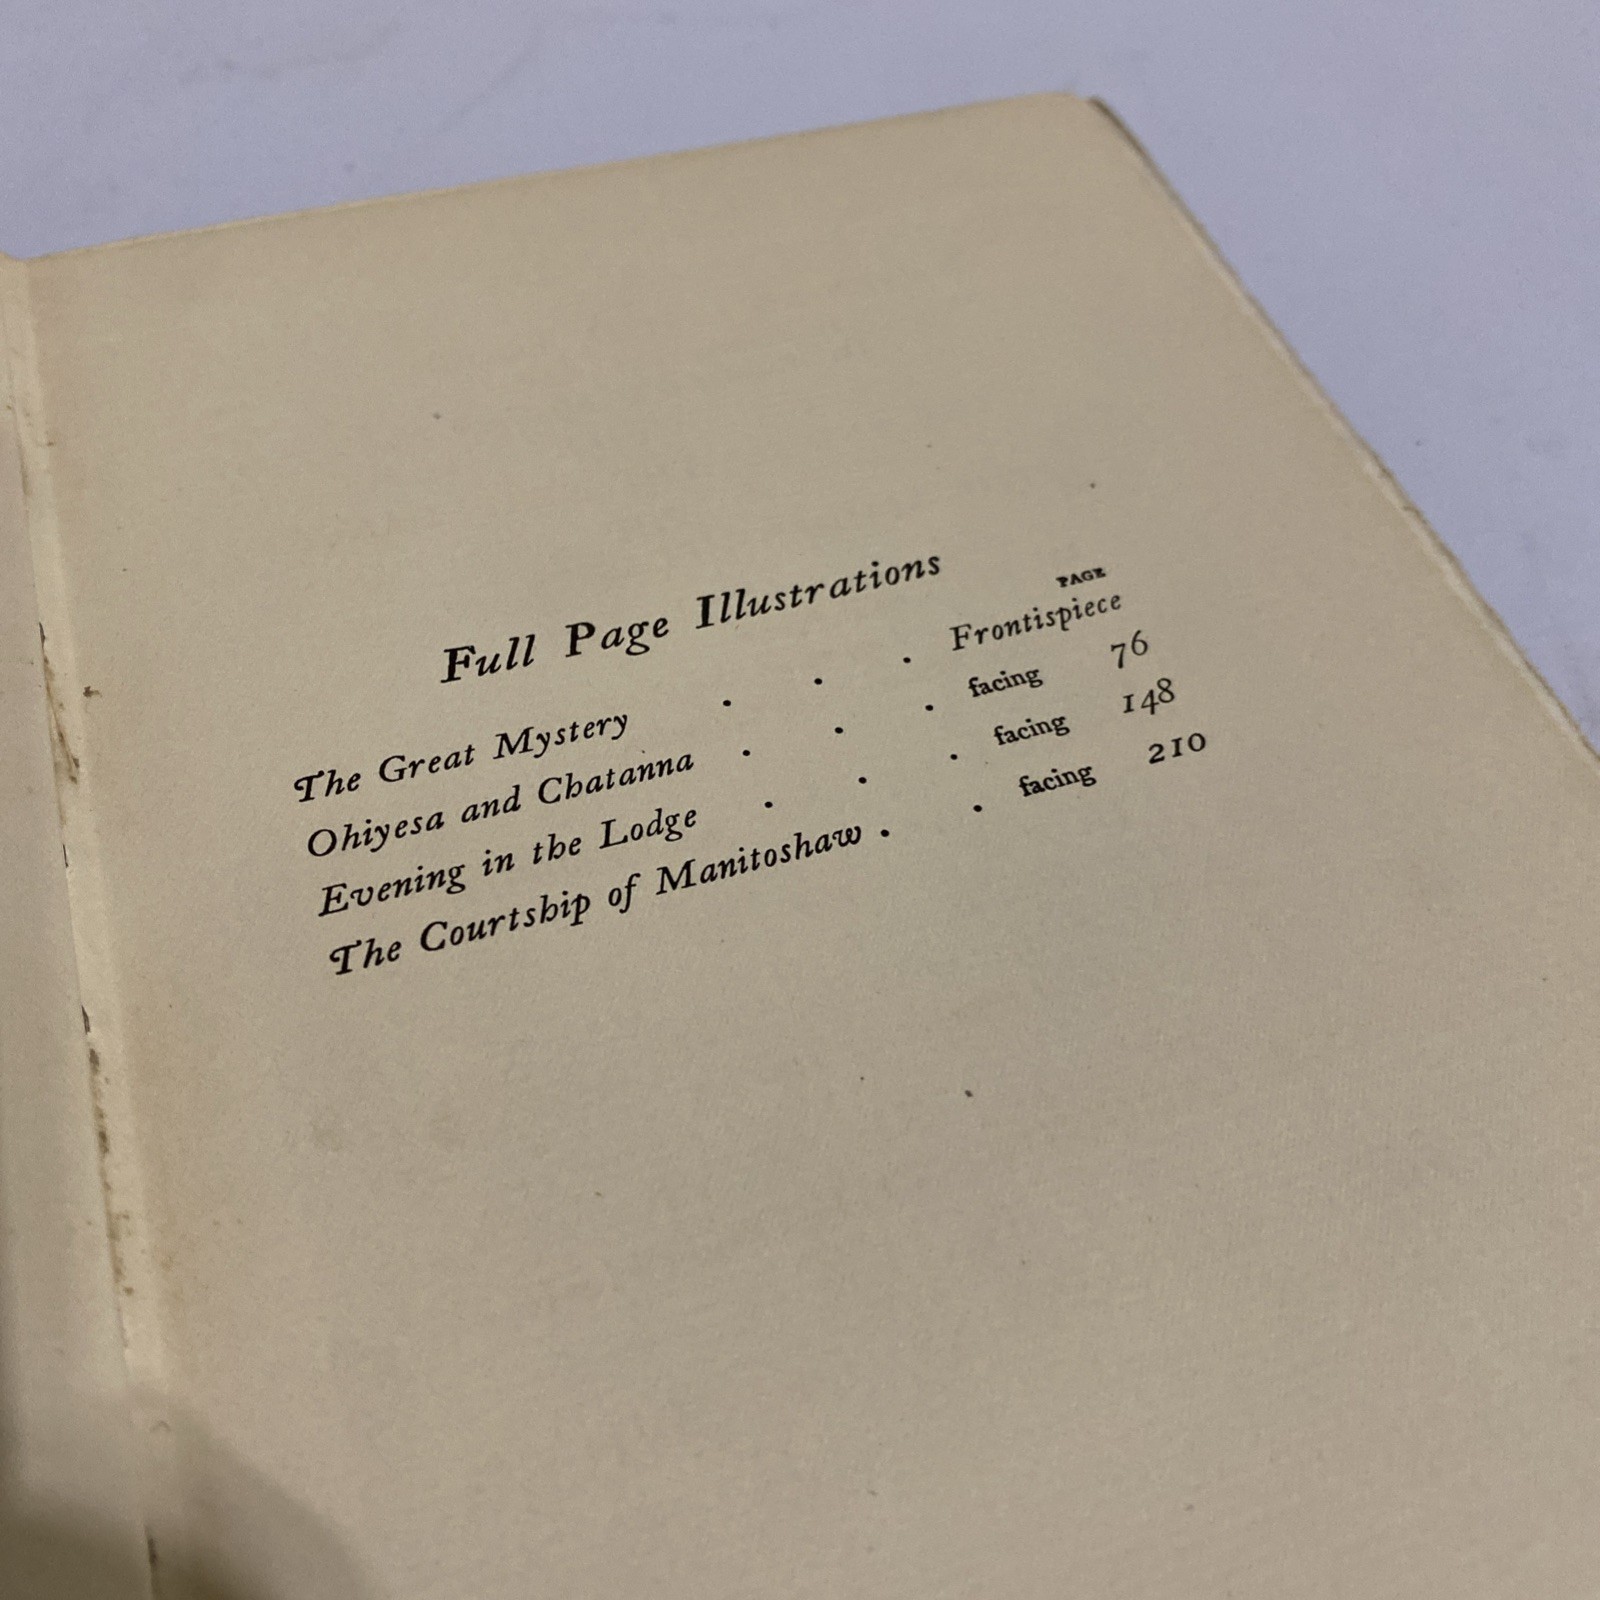 Full Page Illustrations
PAGE
The Great Mystery . . . Frontispiece
Ohiyesa and Chatanna . . . facing 76
Evening in the Lodge . . . facing 148
The Courtship of Manitoshaw . . facing 210